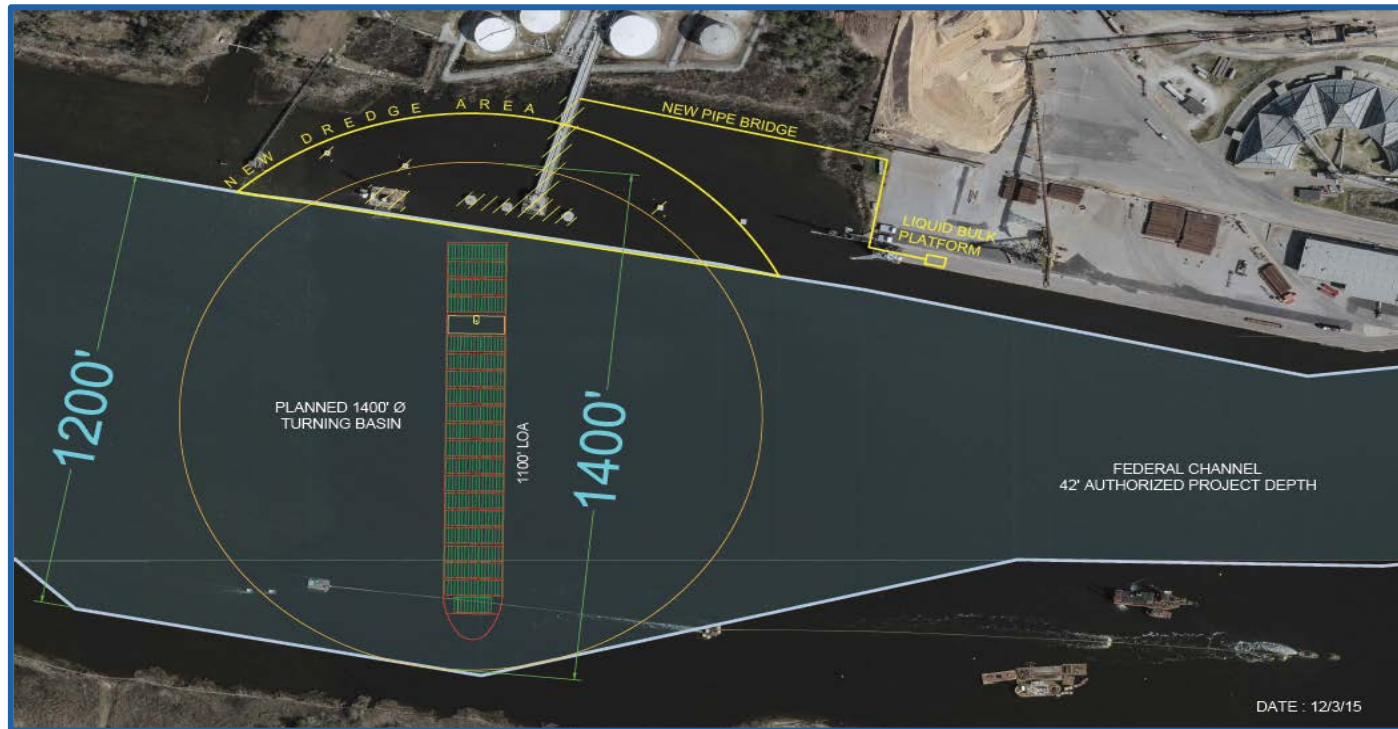 NEW DREDGE AREA
NEW PIPE BRIDGE
LIQUID BULK
PLATFORM
1200'
PLANNED 1400' Ø
TURNING BASIN
1100' LOA
1400'
FEDERAL CHANNEL
42' AUTHORIZED PROJECT DEPTH
DATE : 12/3/15